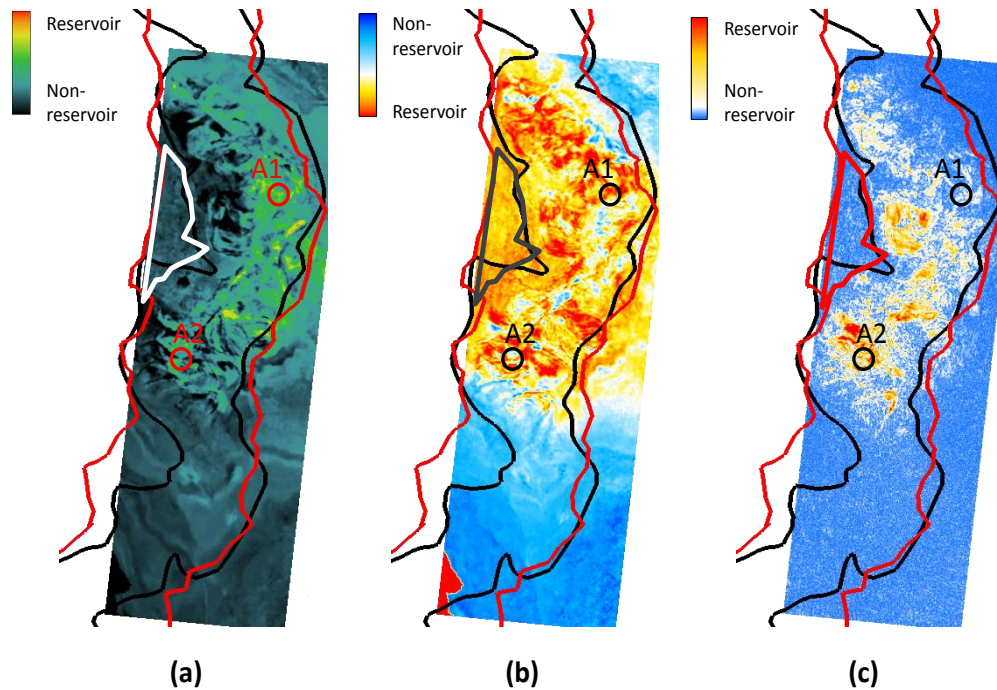 Reservoir
Non-
reservoir
A1
A2
(a)
Non-
reservoir
Reservoir
A1
A2
(b)
Reservoir
Non-
reservoir
A1
A2
(c)